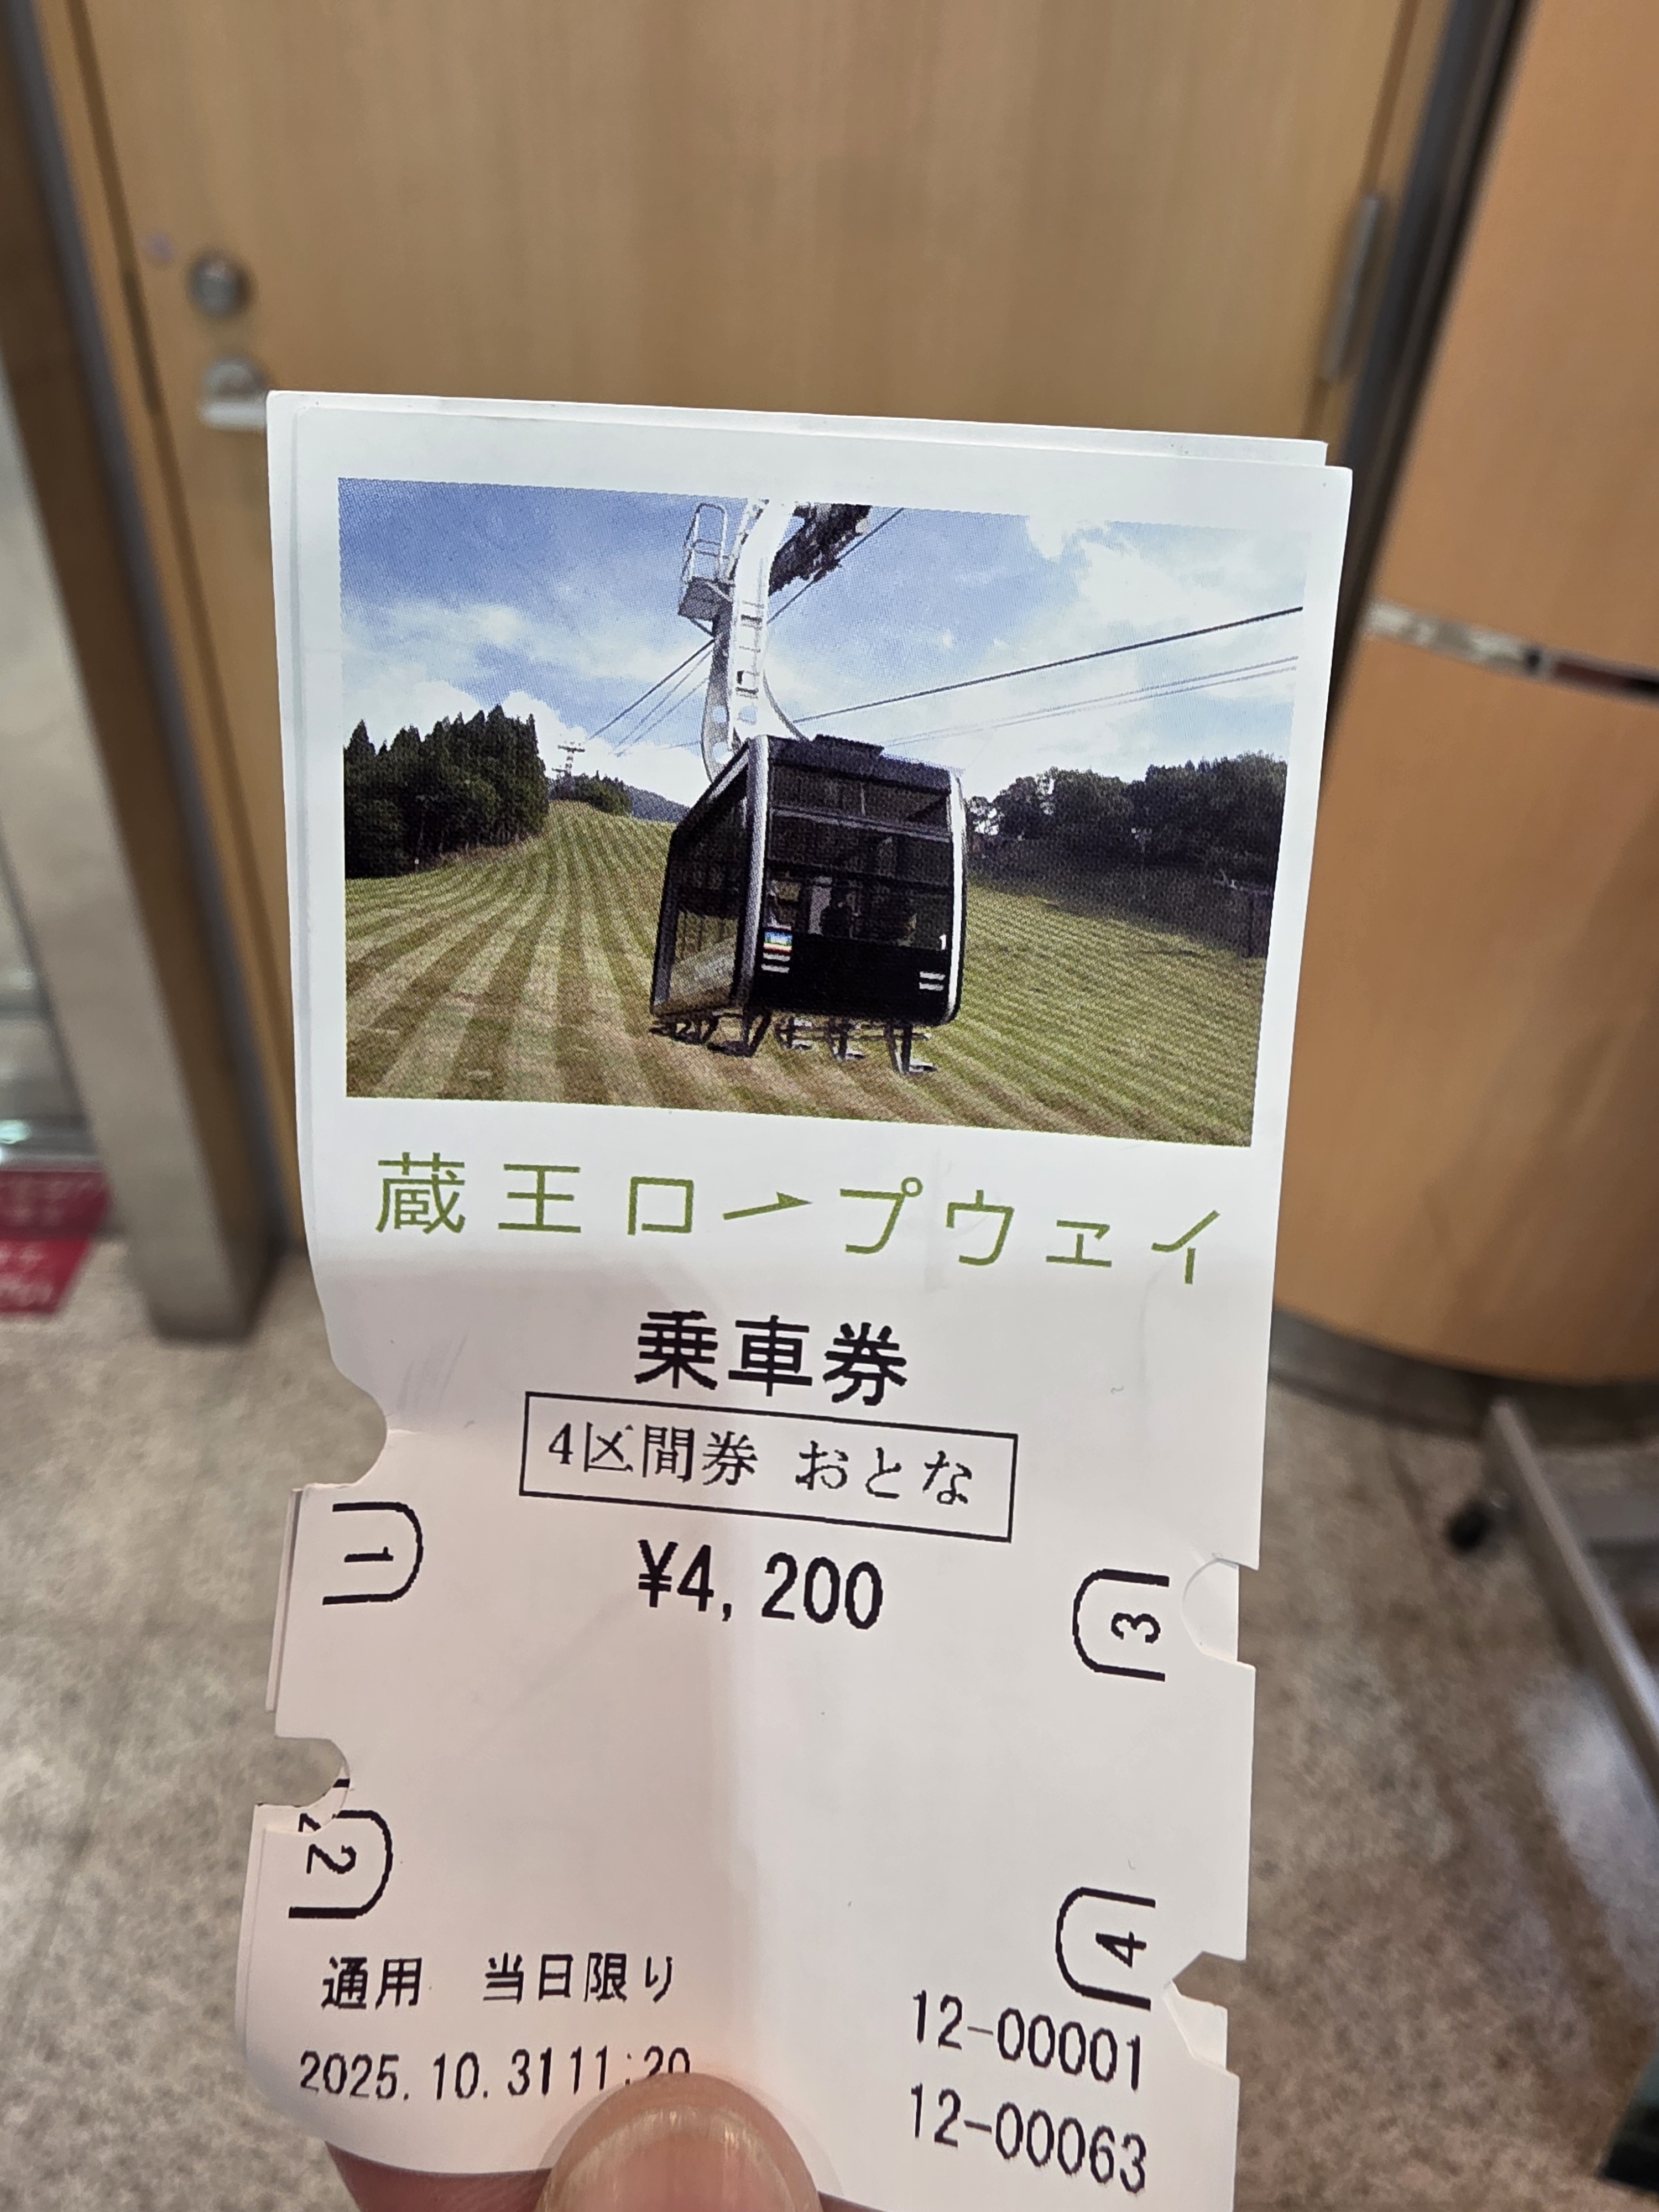 蔵王ロープウェイ
乗車券
4区間券 おとな
¥4,200
1
3
2
4
通用 当日限り
2025.10.31 11:20
12-00001
12-00063